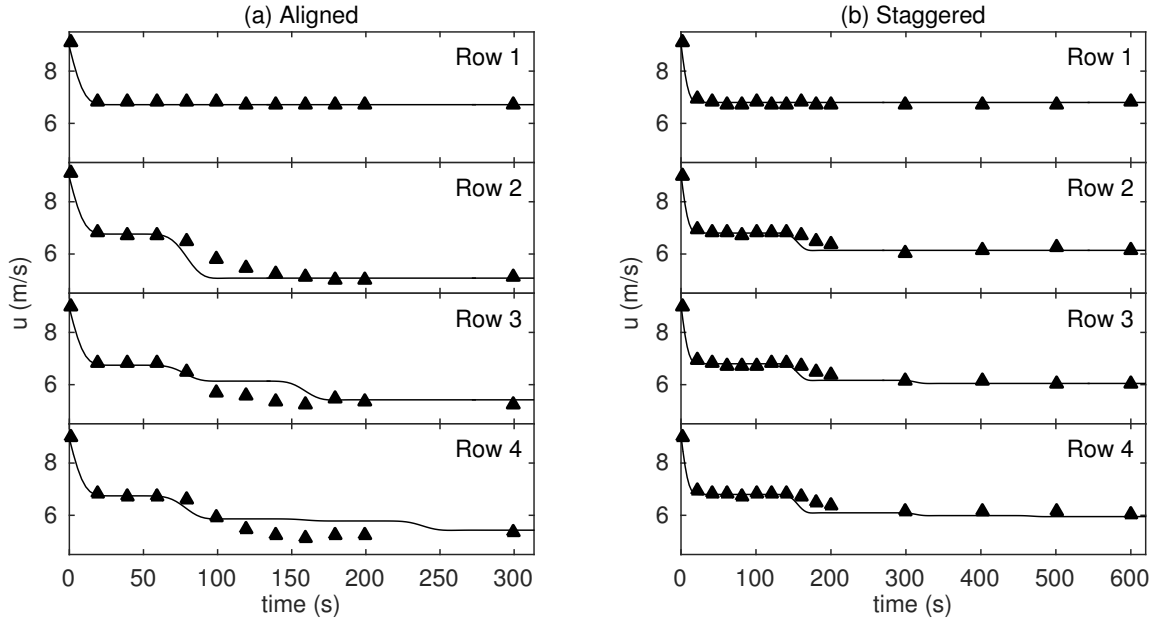 (a) Aligned
Row 1
8
6
Row 2
8
6
Row 3
8
6
Row 4
8
6
0 50 100 150 200 250 300
time (s)
u (m/s)
(b) Staggered
Row 1
8
6
Row 2
8
6
Row 3
8
6
Row 4
8
6
0 100 200 300 400 500 600
time (s)
u (m/s)